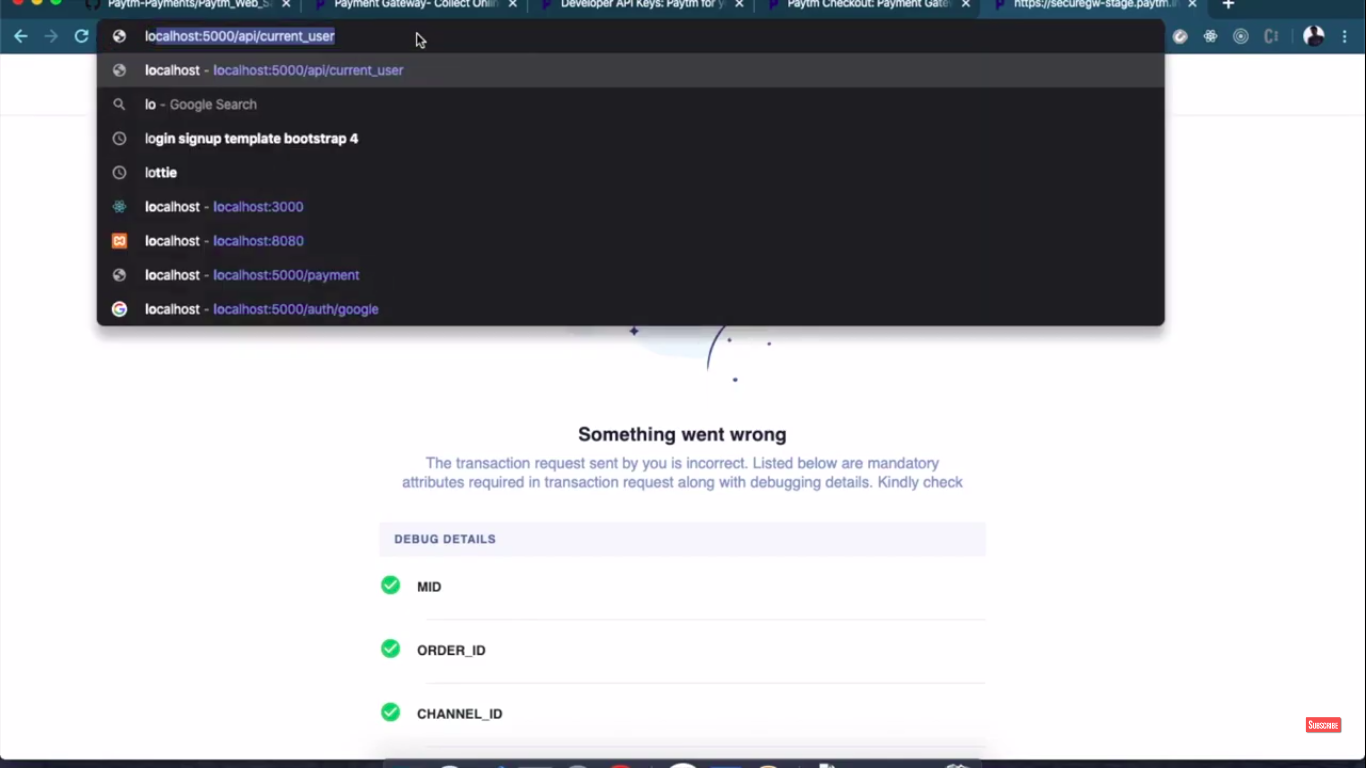 Paytm-Payments/Paytm_Web_S
Payment Gateway- Collect Onlin
Developer API Keys: Paytm for y
Paytm Checkout: Payment Gate
https://securegw-stage.paytm.in
localhost:5000/api/current_user
localhost - localhost:5000/api/current_user
lo - Google Search
login signup template bootstrap 4
lottie
localhost - localhost:3000
localhost - localhost:8080
localhost - localhost:5000/payment
localhost - localhost:5000/auth/google
Something went wrong
The transaction request sent by you is incorrect. Listed below are mandatory
attributes required in transaction request along with debugging details. Kindly check
DEBUG DETAILS
MID
ORDER_ID
CHANNEL_ID
SUBSCRIBE